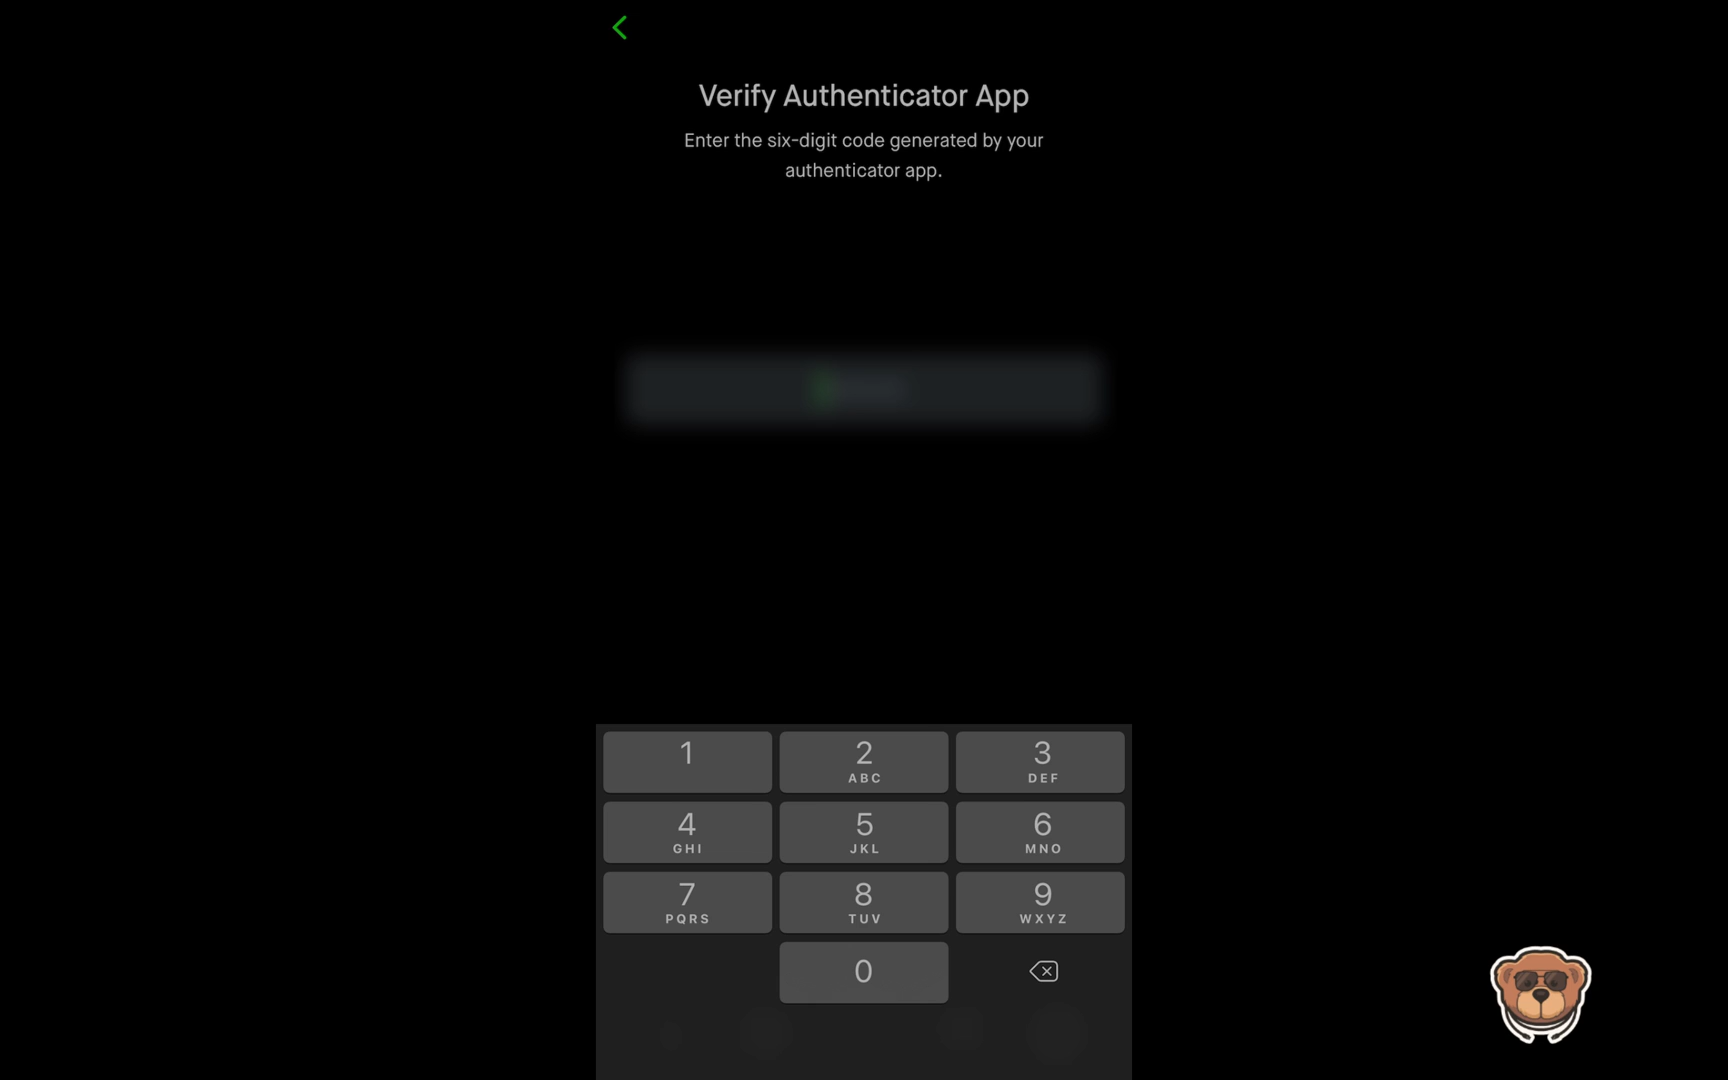 Verify Authenticator App
Enter the six-digit code generated by your
authenticator app.
1
2
ABC
3
DEF
4
GHI
5
JKL
6
MNO
7
PQRS
8
TUV
9
WXYZ
0